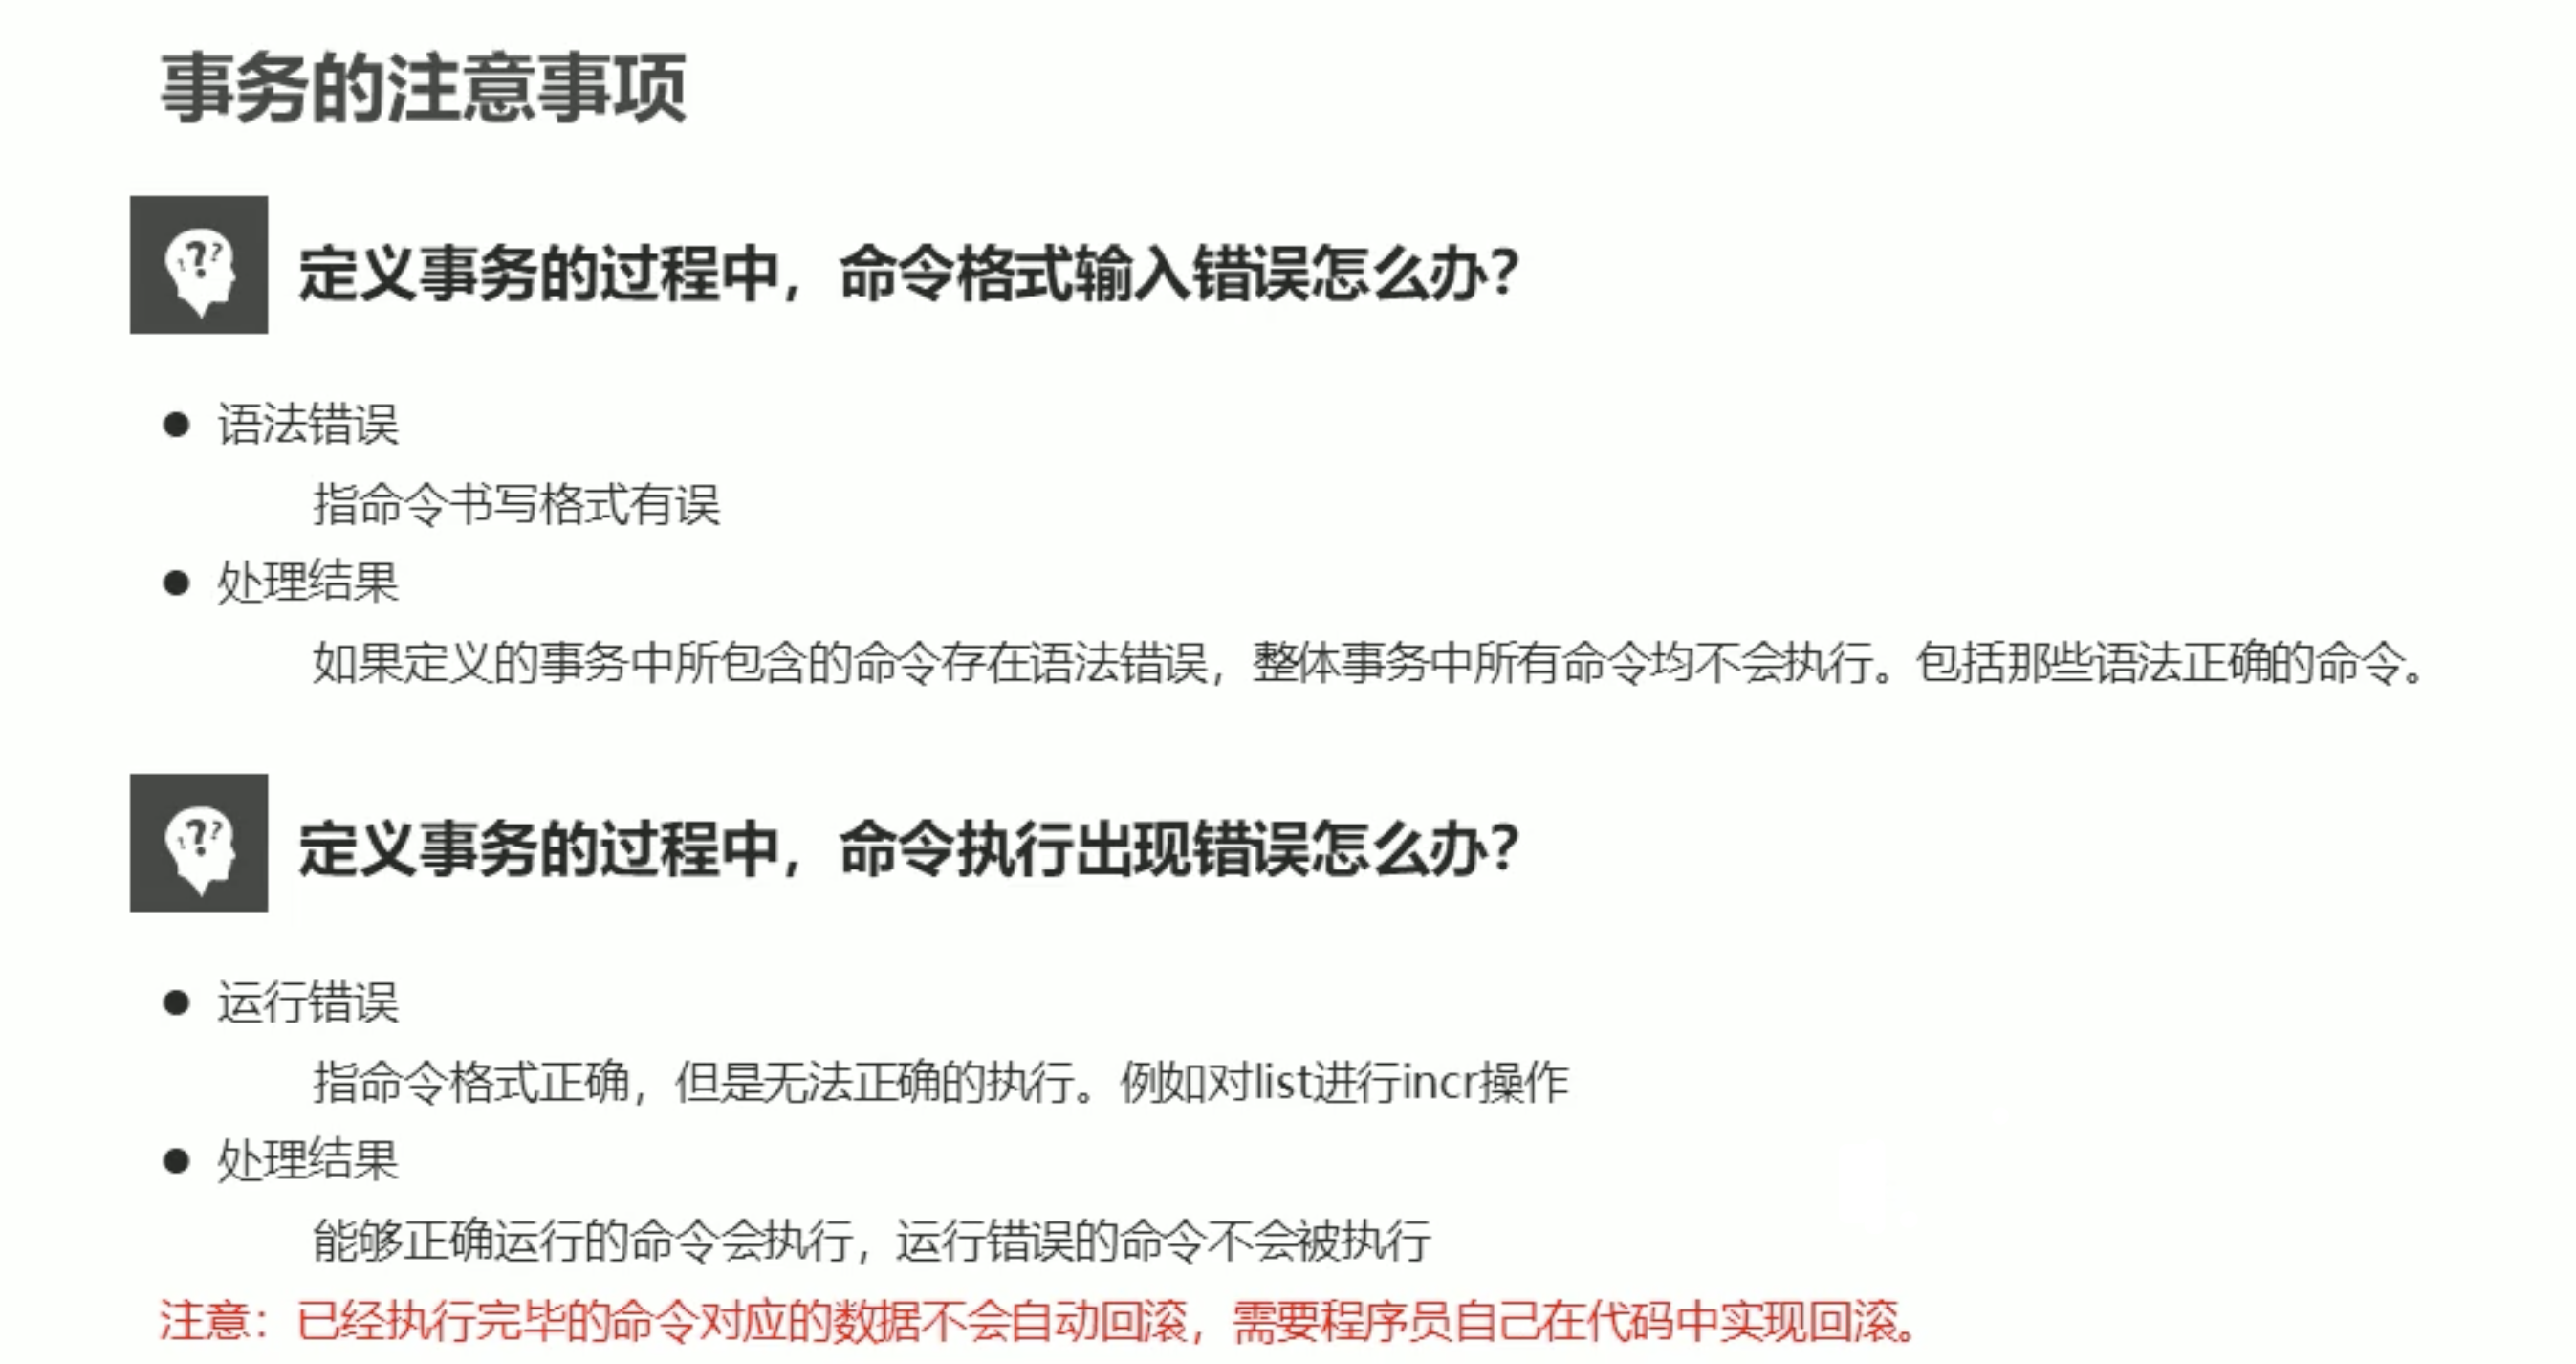 事务的注意事项
定义事务的过程中，命令格式输入错误怎么办？
● 语法错误
指命令书写格式有误
● 处理结果
如果定义的事务中所包含的命令存在语法错误，整体事务中所有命令均不会执行。包括那些语法正确的命令。
定义事务的过程中，命令执行出现错误怎么办？
● 运行错误
指命令格式正确，但是无法正确的执行。例如对list进行incr操作
● 处理结果
能够正确运行的命令会执行，运行错误的命令不会被执行
注意：已经执行完毕的命令对应的数据不会自动回滚，需要程序员自己在代码中实现回滚。